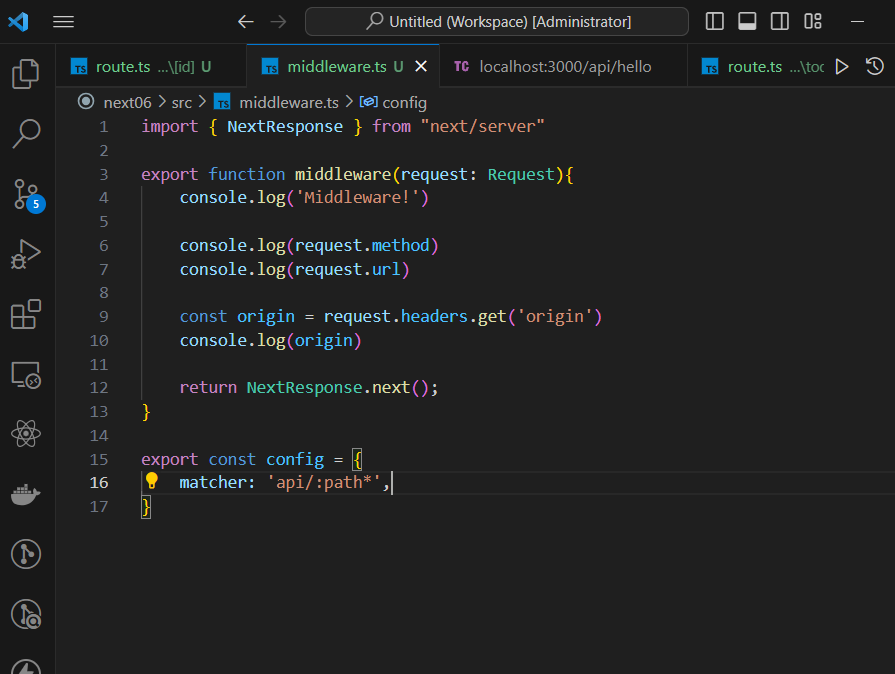 Untitled (Workspace) [Administrator]
TS route.ts ...\[id] U
TS middleware.ts U
TC localhost:3000/api/hello
TS route.ts ...\toc
next06 > src > TS middleware.ts > config
1 import { NextResponse } from "next/server"
2
3 export function middleware(request: Request){
4 console.log('Middleware!')
5
5
6 console.log(request.method)
7 console.log(request.url)
8
9 const origin = request.headers.get('origin')
10 console.log(origin)
11
12 return NextResponse.next();
13 }
14
15 export const config = {
16 matcher: 'api/:path*',
17 }